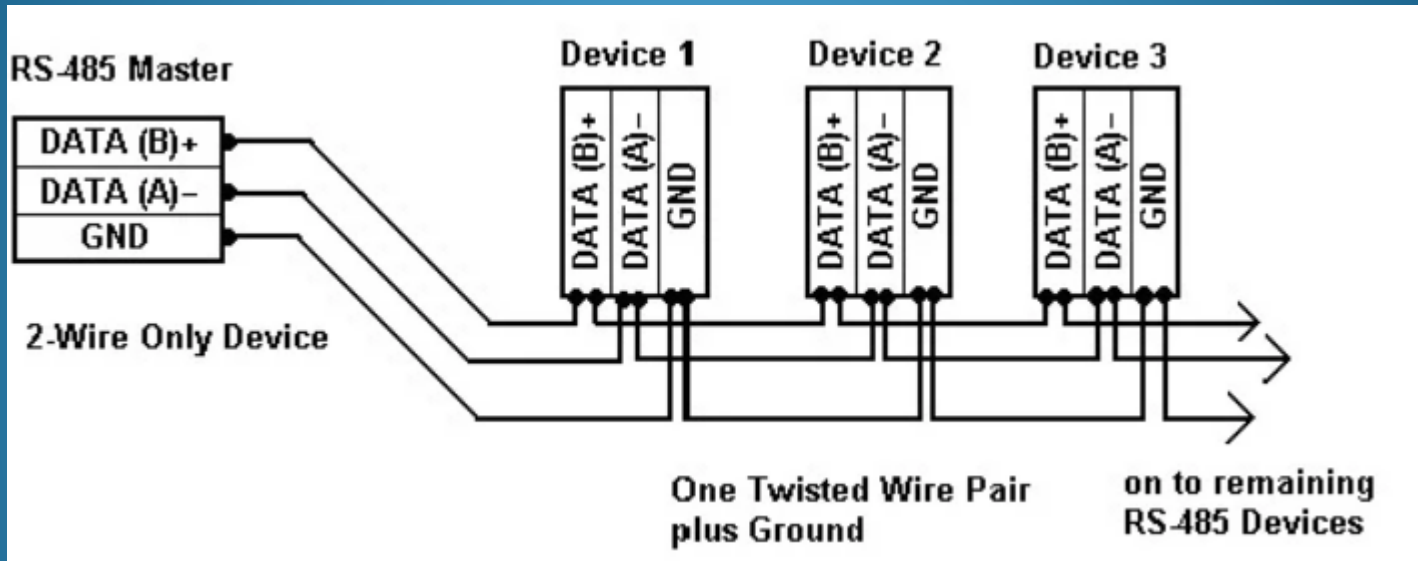 RS-485 Master
DATA (B)+
DATA (A)–
GND
2-Wire Only Device
Device 1
DATA (B)+
DATA (A)–
GND
Device 2
DATA (B)+
DATA (A)–
GND
Device 3
DATA (B)+
DATA (A)–
GND
One Twisted Wire Pair
plus Ground
on to remaining
RS-485 Devices